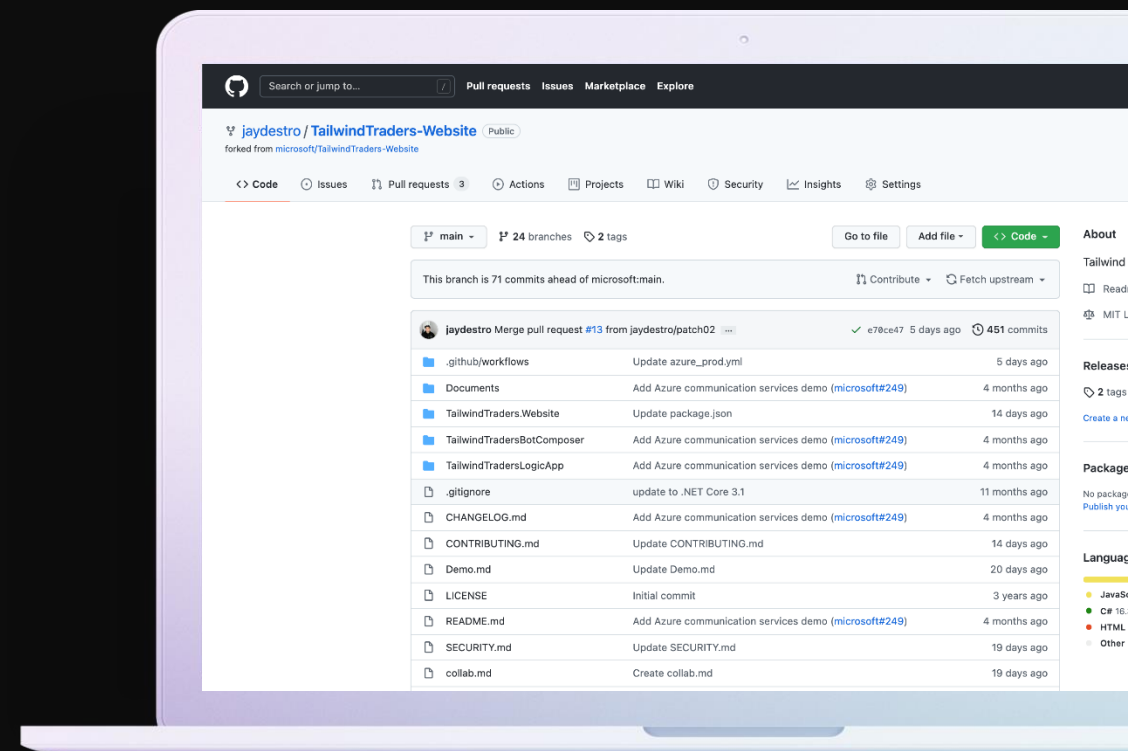 Search or jump to... / Pull requests Issues Marketplace Explore
jaydestro / TailwindTraders-Website Public
forked from microsoft/TailwindTraders-Website
Code Issues Pull requests 3 Actions Projects Wiki Security Insights Settings
main 24 branches 2 tags Go to file Add file Code
This branch is 71 commits ahead of microsoft:main. Contribute Fetch upstream
jaydestro Merge pull request #13 from jaydestro/patch02 ... e70ce47 5 days ago 451 commits
.github/workflows Update azure_prod.yml 5 days ago
Documents Add Azure communication services demo (microsoft#249) 4 months ago
TailwindTraders.Website Update package.json 14 days ago
TailwindTradersBotComposer Add Azure communication services demo (microsoft#249) 4 months ago
TailwindTradersLogicApp Add Azure communication services demo (microsoft#249) 4 months ago
.gitignore update to .NET Core 3.1 11 months ago
CHANGELOG.md Add Azure communication services demo (microsoft#249) 4 months ago
CONTRIBUTING.md Update CONTRIBUTING.md 14 days ago
Demo.md Update Demo.md 20 days ago
LICENSE Initial commit 3 years ago
README.md Add Azure communication services demo (microsoft#249) 4 months ago
SECURITY.md Update SECURITY.md 19 days ago
collab.md Create collab.md 19 days ago
About
Tailwind
MIT
Releases
2 tags
Create a
No
Publish
C# 16.
HTML
Other